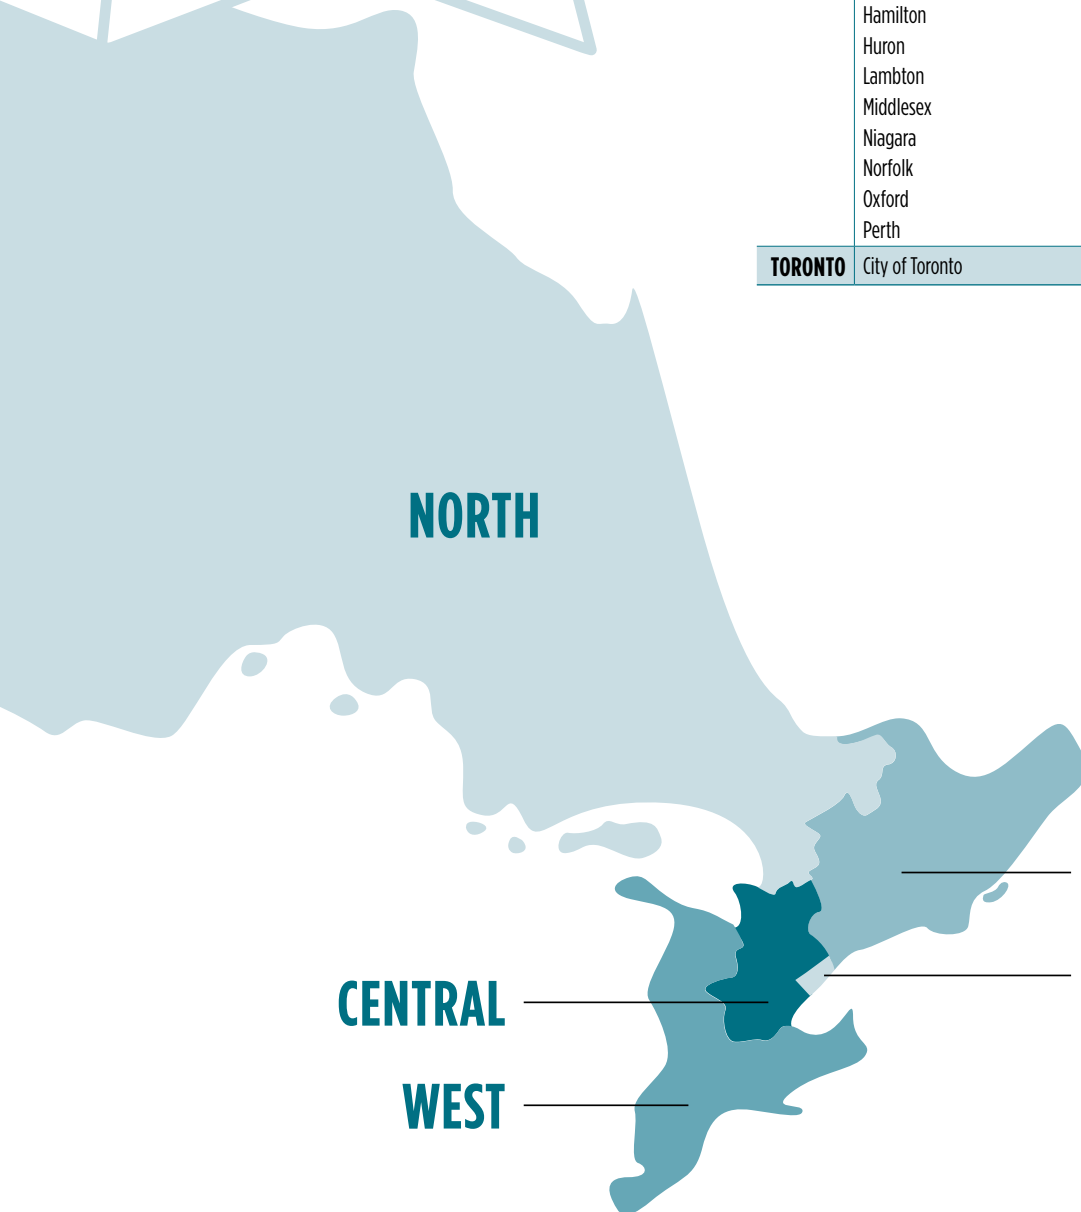 Hamilton
Huron
Lambton
Middlesex
Niagara
Norfolk
Oxford
Perth
TORONTO City of Toronto
NORTH
CENTRAL
WEST